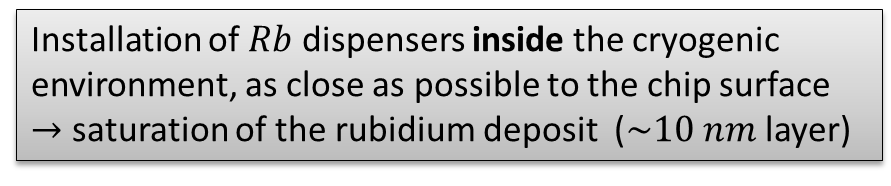 Installation of Rb dispensers inside the cryogenic
environment, as close as possible to the chip surface
→ saturation of the rubidium deposit (~10 nm layer)